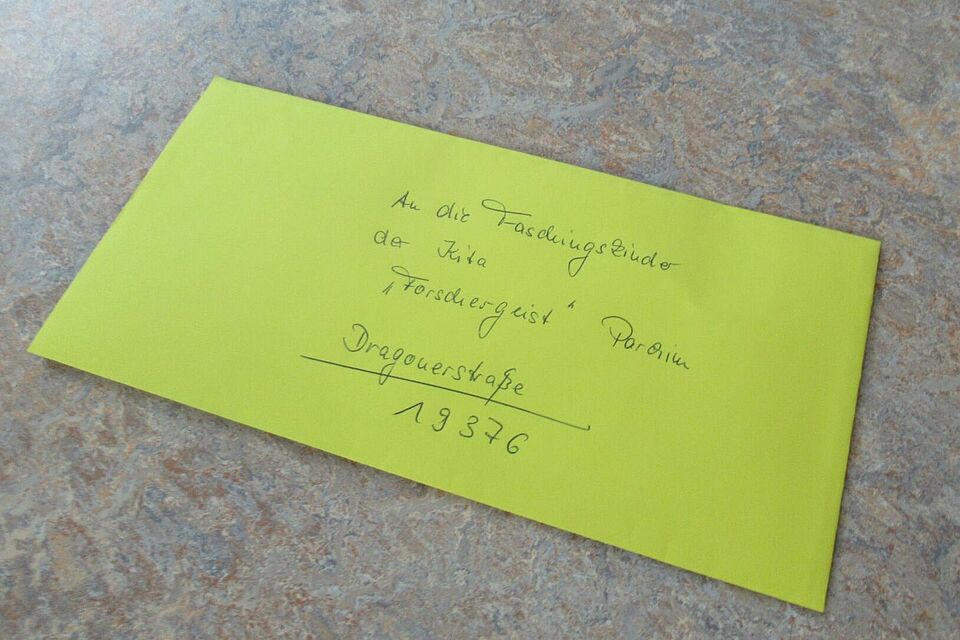 An die Faschingskinder
der Kita
„Forschergeist“ Parchim
Dragonerstraße
19376